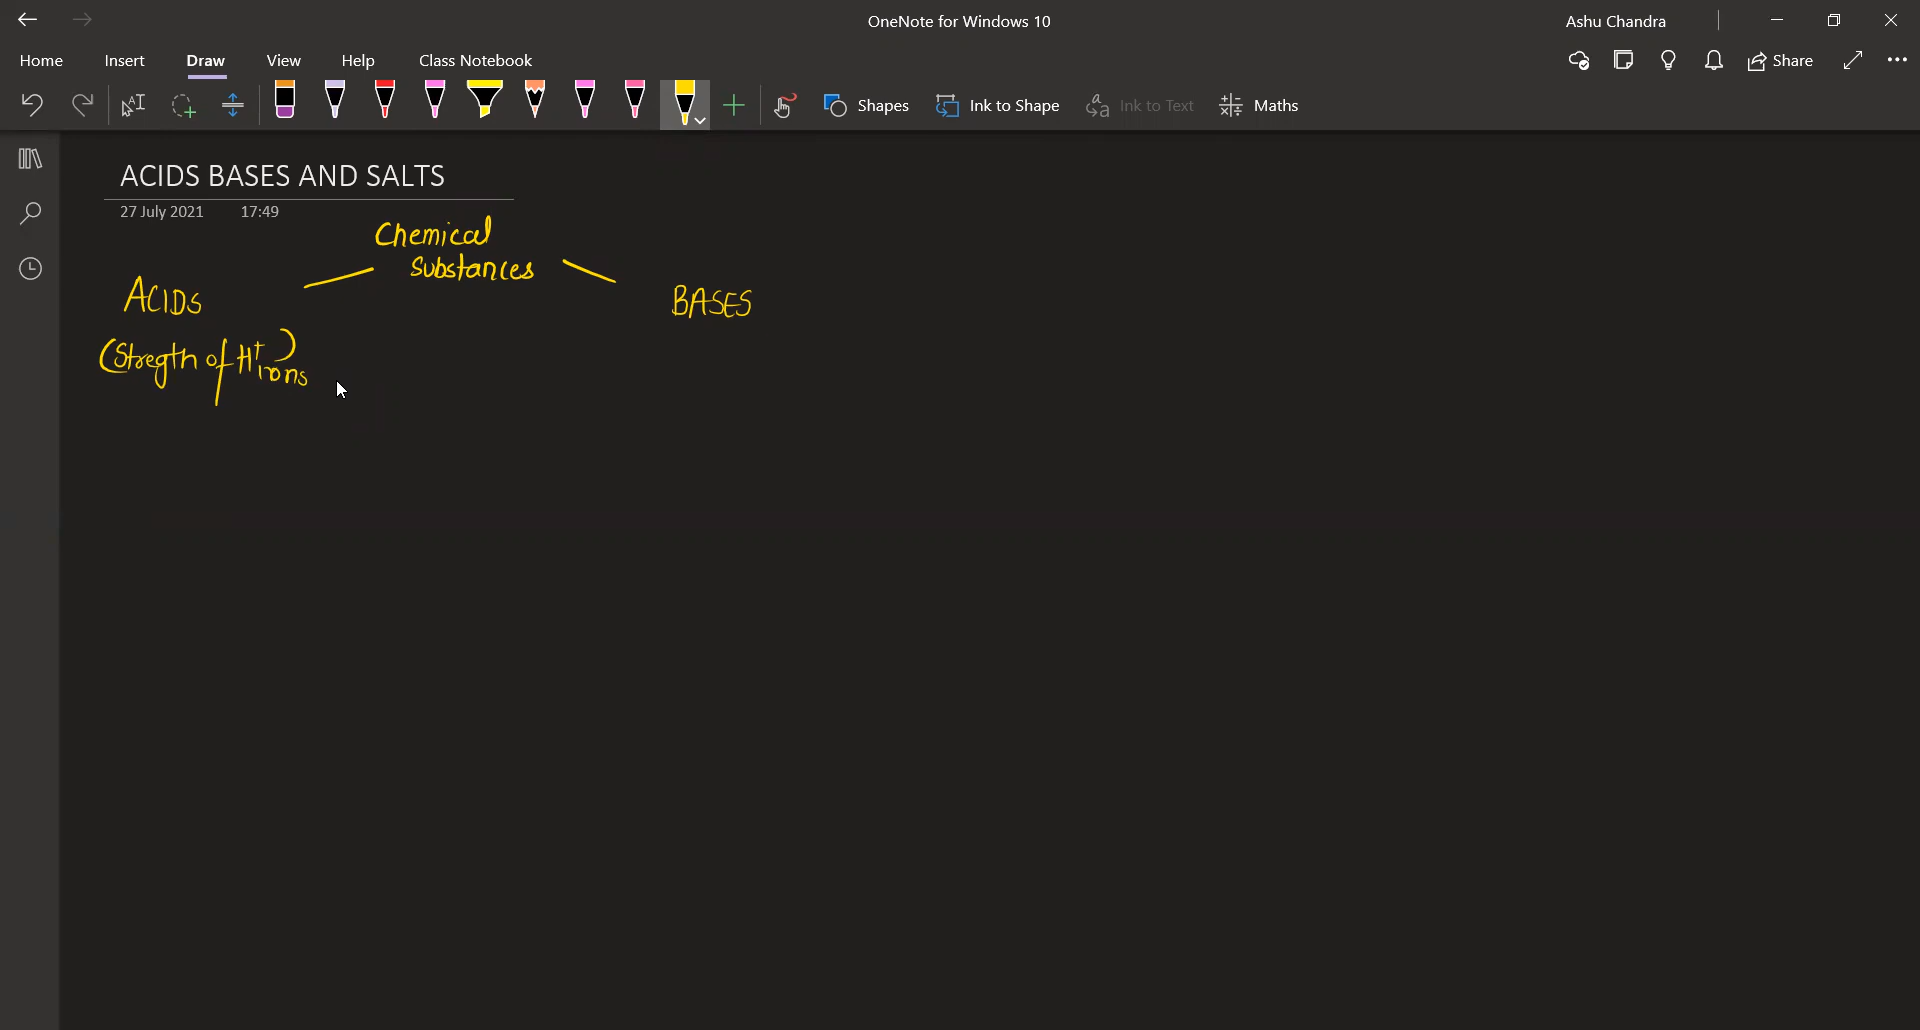 OneNote for Windows 10
Ashu Chandra
Home Insert Draw View Help Class Notebook
Share
Shapes Ink to Shape Ink to Text Maths
ACIDS BASES AND SALTS
27 July 2021 17:49
Chemical
Substances
ACIDS
BASES
(Stregth of H+ ions)